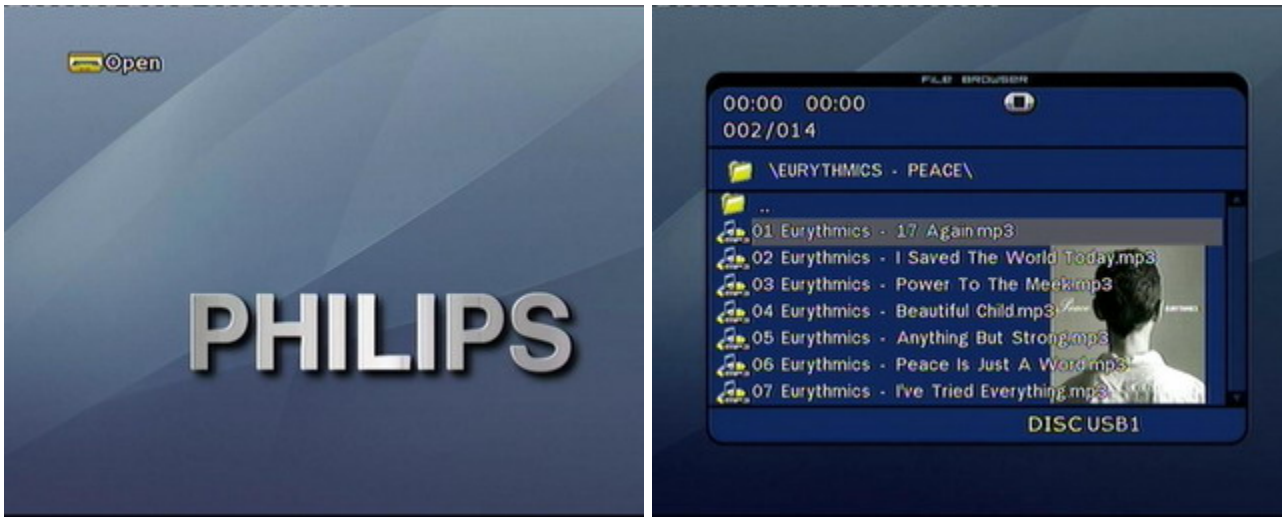 Open
PHILIPS
FILE BROWSER
00:00 00:00
002/014
\EURYTHMICS - PEACE\
..
01 Eurythmics - 17 Again.mp3
02 Eurythmics - I Saved The World Today.mp3
03 Eurythmics - Power To The Meek.mp3
04 Eurythmics - Beautiful Child.mp3
05 Eurythmics - Anything But Strong.mp3
06 Eurythmics - Peace Is Just A Word.mp3
07 Eurythmics - I've Tried Everything.mp3
Peace
EURYTHMICS
DISC USB1